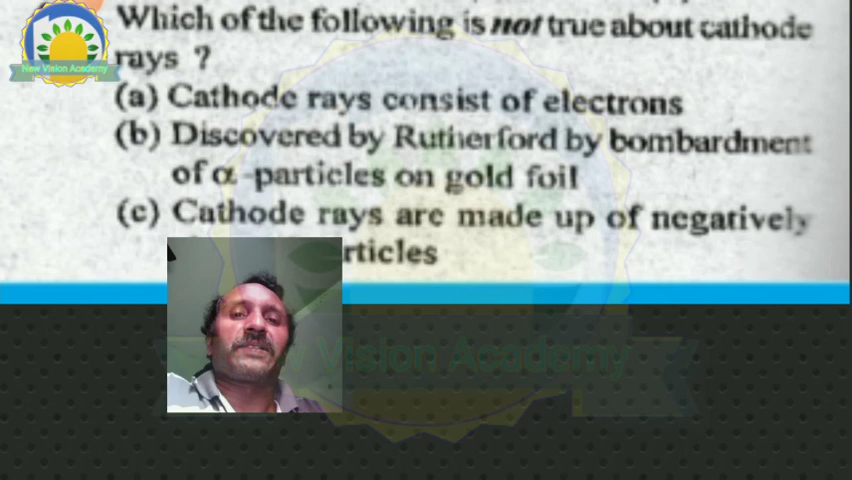 New Vision Academy
Which of the following is not true about cathode
rays ?
(a) Cathode rays consist of electrons
(b) Discovered by Rutherford by bombardment
of α-particles on gold foil
(c) Cathode rays are made up of negatively
rticles
New Vision Academy